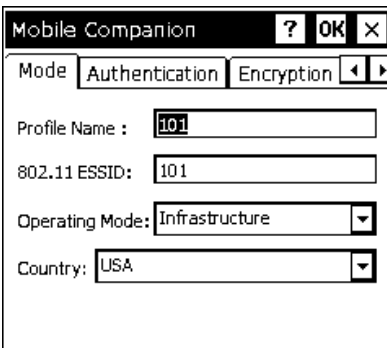 Mobile Companion ? OK ×
Mode Authentication Encryption
Profile Name : 101
802.11 ESSID: 101
Operating Mode: Infrastructure
Country: USA